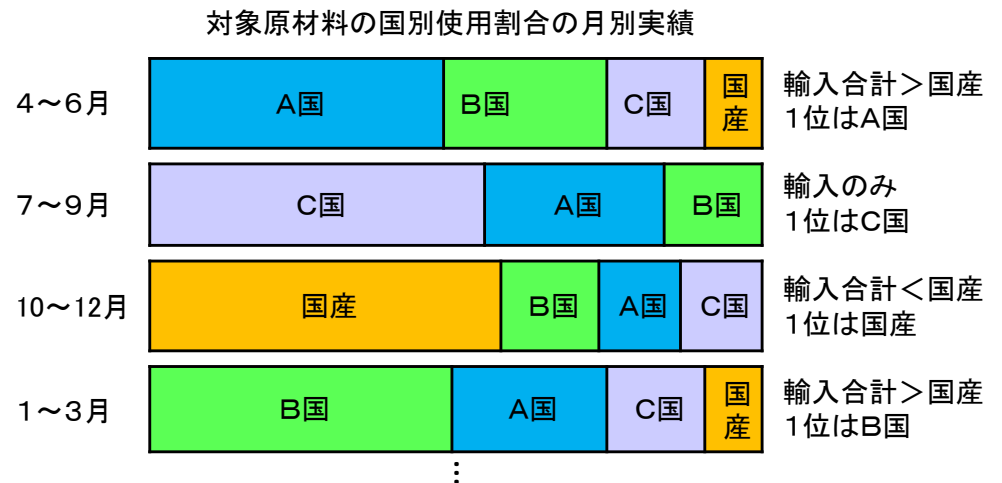 対象原材料の国別使用割合の月別実績
4～6月
A国
B国
C国
国産
輸入合計＞国産
1位はA国
7～9月
C国
A国
B国
輸入のみ
1位はC国
10～12月
国産
B国
A国
C国
輸入合計＜国産
1位は国産
1～3月
B国
A国
C国
国産
輸入合計＞国産
1位はB国
⋮